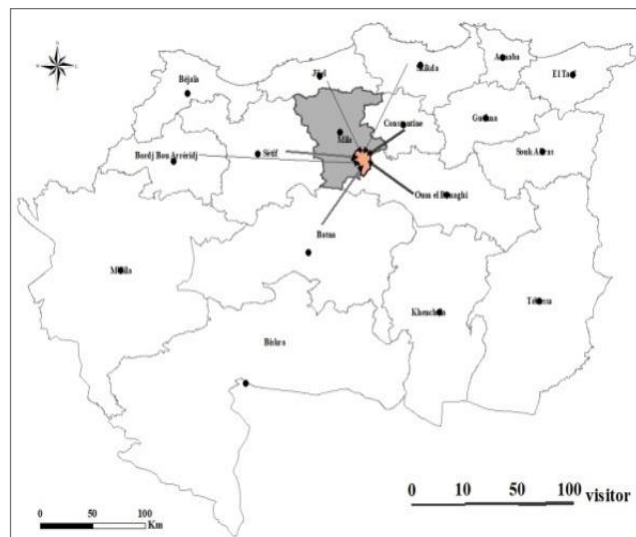 Jijel
Skikda
Annaba
El Tarf
Béjaïa
Constantine
Guelma
Mila
Bordj Bou Arréridj
Sétif
Souk Ahras
Oum el Bouaghi
Batna
M'sila
Khenchela
Tébessa
Biskra
0 10 50 100 visitor
0 50 100
Km